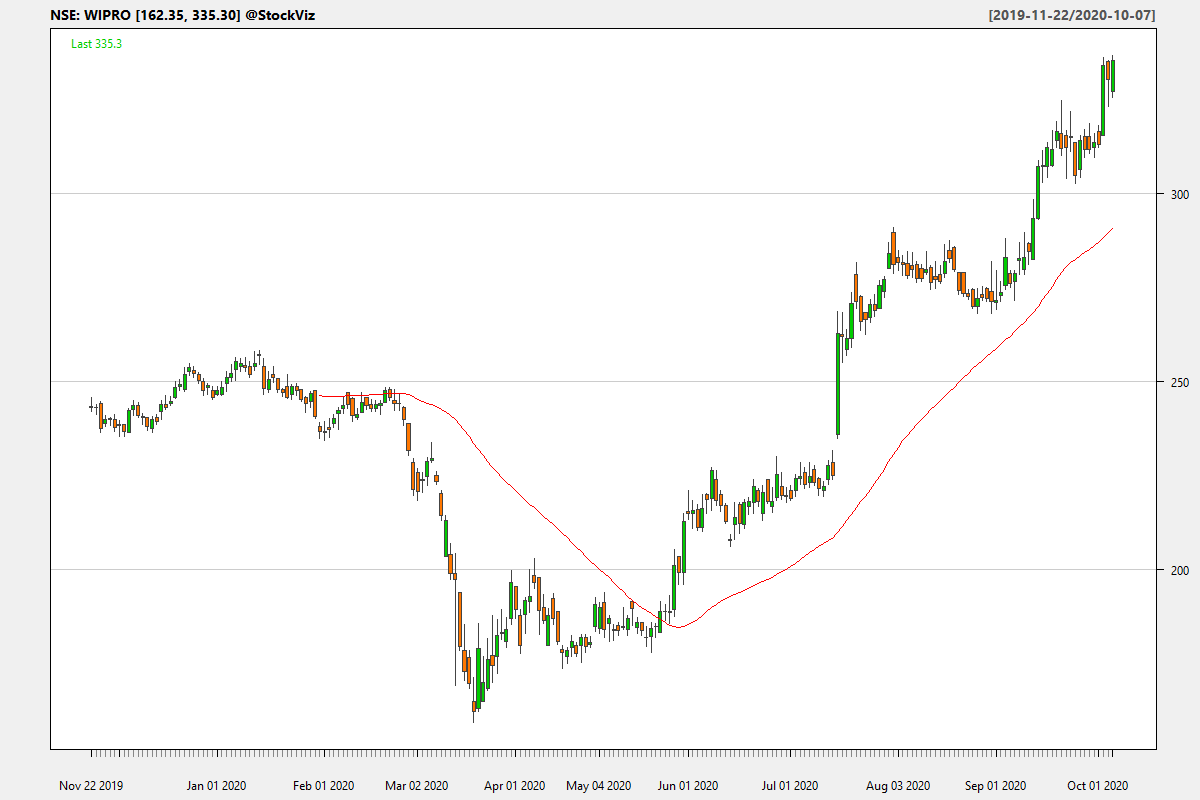 NSE: WIPRO [162.35, 335.30] @StockViz [2019-11-22/2020-10-07]
Last 335.3
300
250
200
Nov 22 2019 Jan 01 2020 Feb 01 2020 Mar 02 2020 Apr 01 2020 May 04 2020 Jun 01 2020 Jul 01 2020 Aug 03 2020 Sep 01 2020 Oct 01 2020